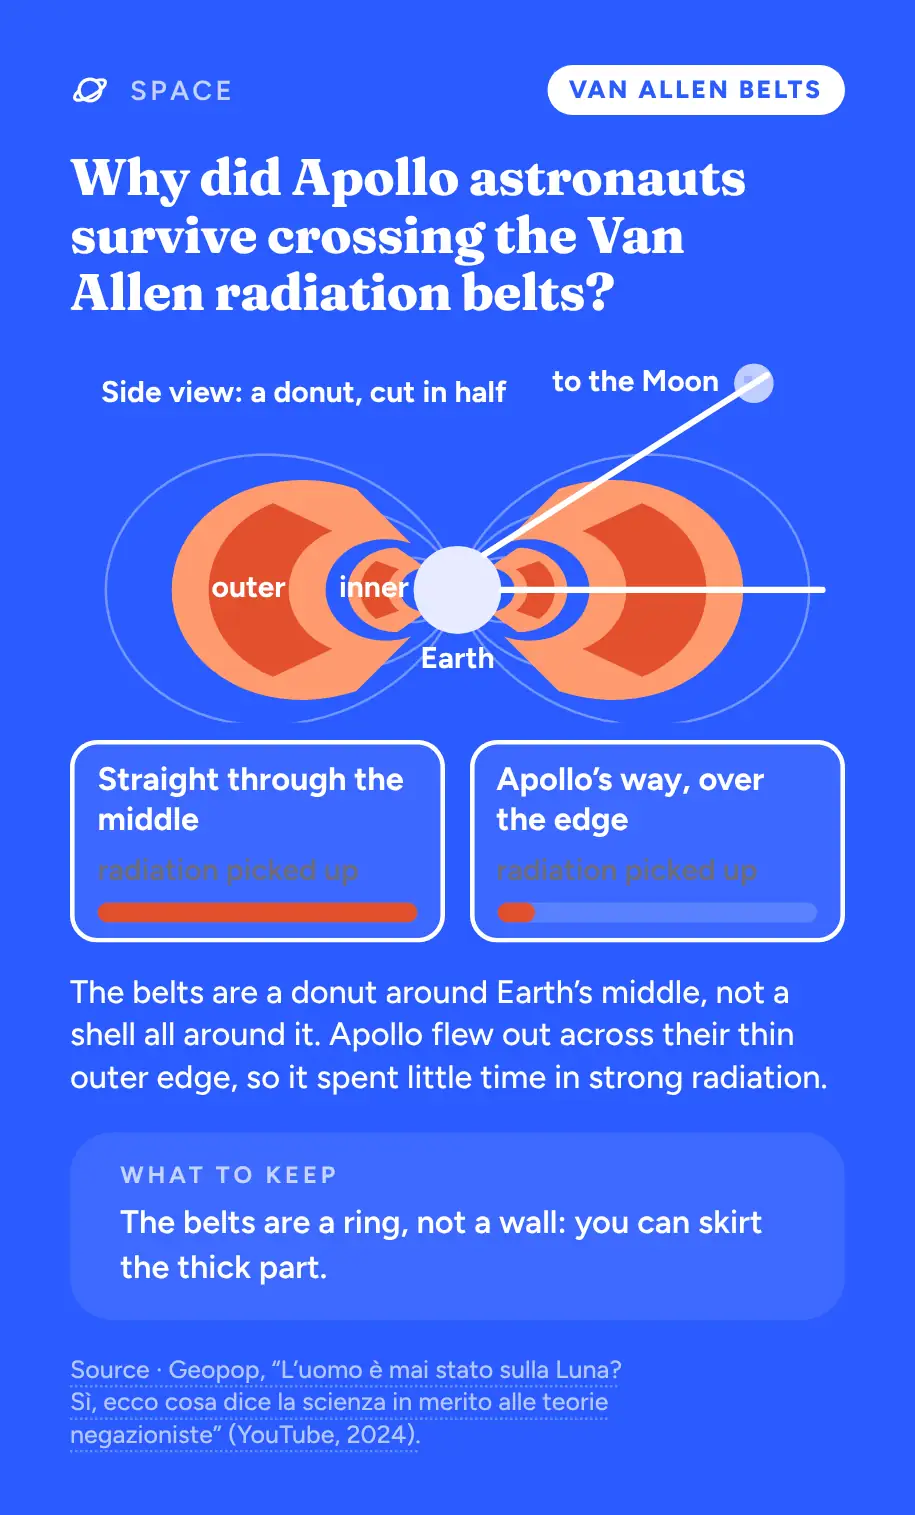 SPACE
VAN ALLEN BELTS
Why did Apollo astronauts
survive crossing the Van
Allen radiation belts?
Side view: a donut, cut in half
to the Moon
outer
inner
Earth
Straight through the
middle
radiation picked up
Apollo’s way, over
the edge
radiation picked up
The belts are a donut around Earth’s middle, not a
shell all around it. Apollo flew out across their thin
outer edge, so it spent little time in strong radiation.
WHAT TO KEEP
The belts are a ring, not a wall: you can skirt
the thick part.
Source · Geopop, “L’uomo è mai stato sulla Luna?
Sì, ecco cosa dice la scienza in merito alle teorie
negazioniste” (YouTube, 2024).